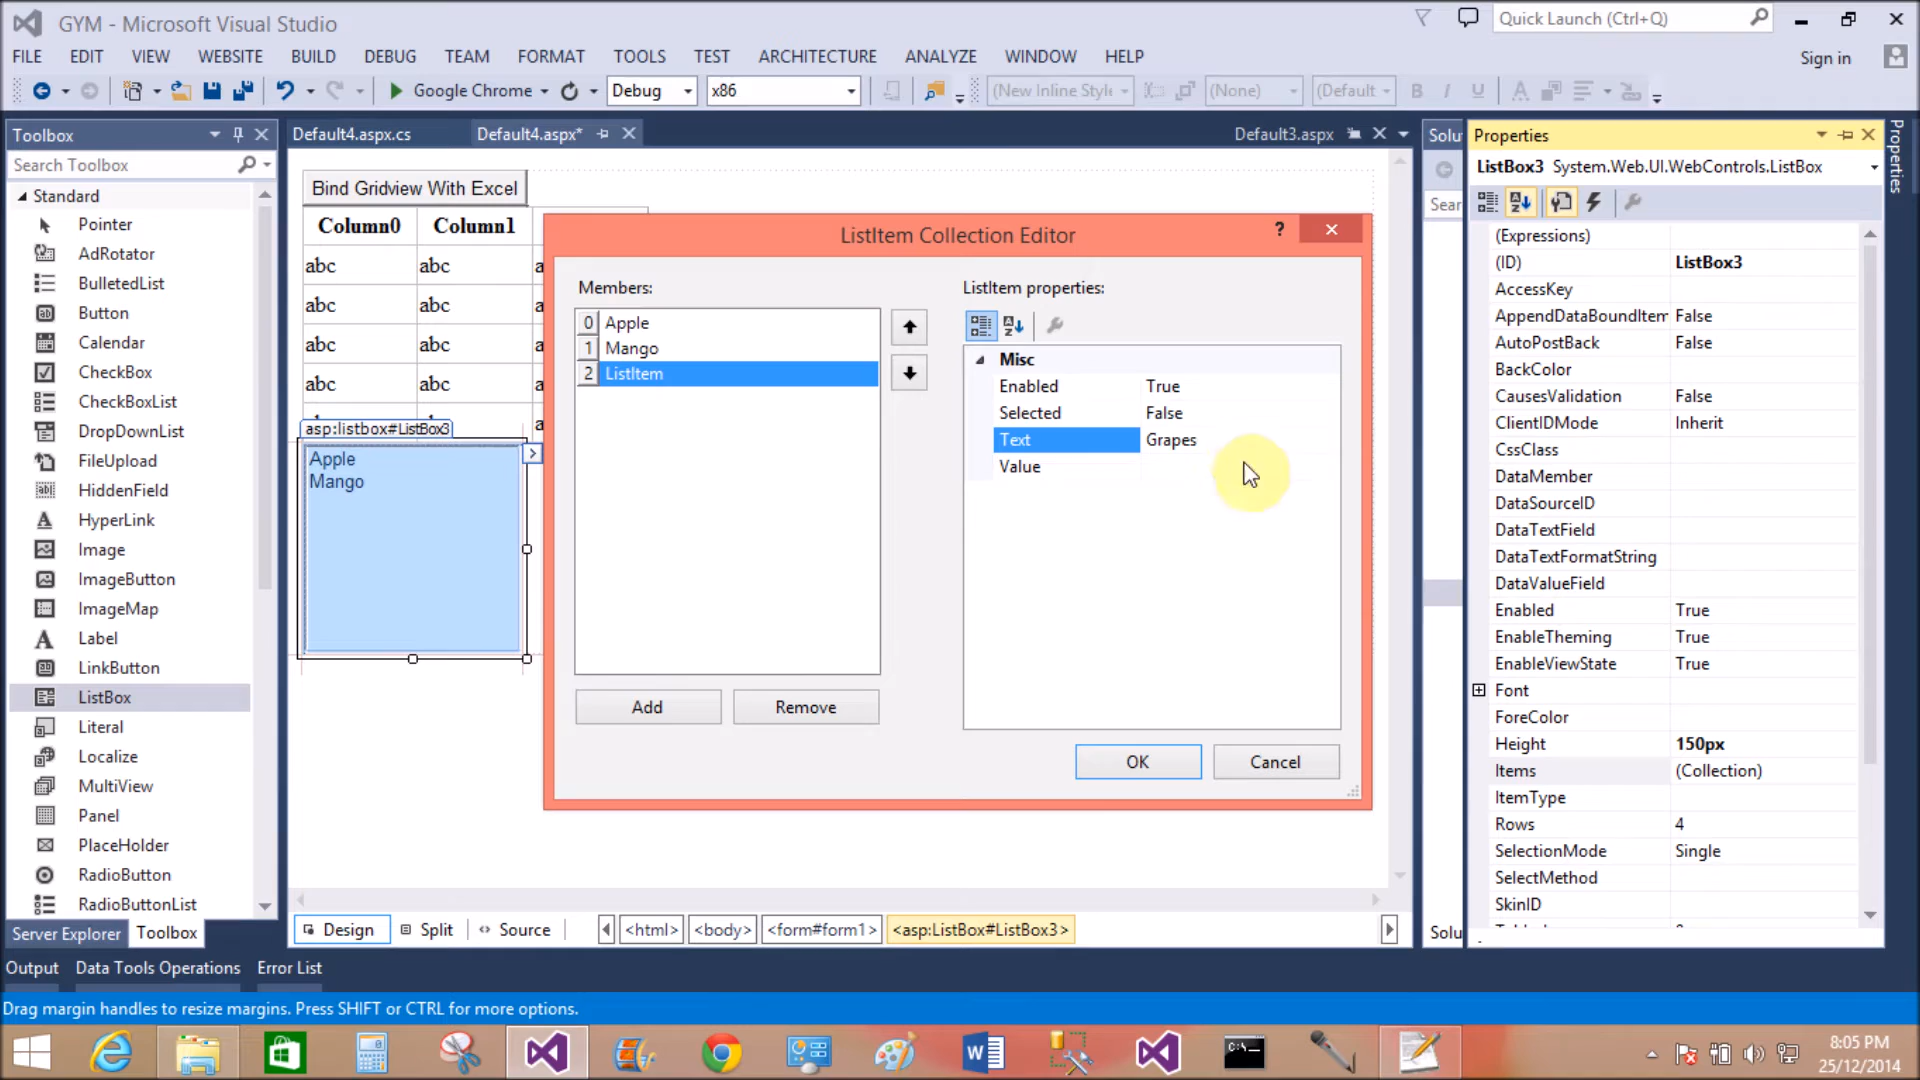 GYM - Microsoft Visual Studio
Quick Launch (Ctrl+Q)
FILE EDIT VIEW WEBSITE BUILD DEBUG TEAM FORMAT TOOLS TEST ARCHITECTURE ANALYZE WINDOW HELP
Sign in
Google Chrome Debug x86 (New Inline Style (None) (Default B I U A
Toolbox
Search Toolbox
Standard
Pointer
AdRotator
BulletedList
Button
Calendar
CheckBox
CheckBoxList
DropDownList
FileUpload
HiddenField
HyperLink
Image
ImageButton
ImageMap
Label
LinkButton
ListBox
Literal
Localize
MultiView
Panel
PlaceHolder
RadioButton
RadioButtonList
Server Explorer Toolbox
Default4.aspx.cs Default4.aspx* Default3.aspx
Bind Gridview With Excel
Column0 Column1
abc abc a
abc abc a
abc abc a
abc abc a
asp:listbox#ListBox3
Apple
Mango
ListItem Collection Editor
?
Members:
0 Apple
1 Mango
2 ListItem
Add Remove
ListItem properties:
Misc
Enabled True
Selected False
Text Grapes
Value
OK Cancel
Design Split Source <html> <body> <form#form1> <asp:ListBox#ListBox3>
Solu
Sear
Solu
Properties
ListBox3 System.Web.UI.WebControls.ListBox
(Expressions)
(ID) ListBox3
AccessKey
AppendDataBoundItem False
AutoPostBack False
BackColor
CausesValidation False
ClientIDMode Inherit
CssClass
DataMember
DataSourceID
DataTextField
DataTextFormatString
DataValueField
Enabled True
EnableTheming True
EnableViewState True
Font
ForeColor
Height 150px
Items (Collection)
ItemType
Rows 4
SelectionMode Single
SelectMethod
SkinID
Properties
Output Data Tools Operations Error List
Drag margin handles to resize margins. Press SHIFT or CTRL for more options.
8:05 PM
25/12/2014